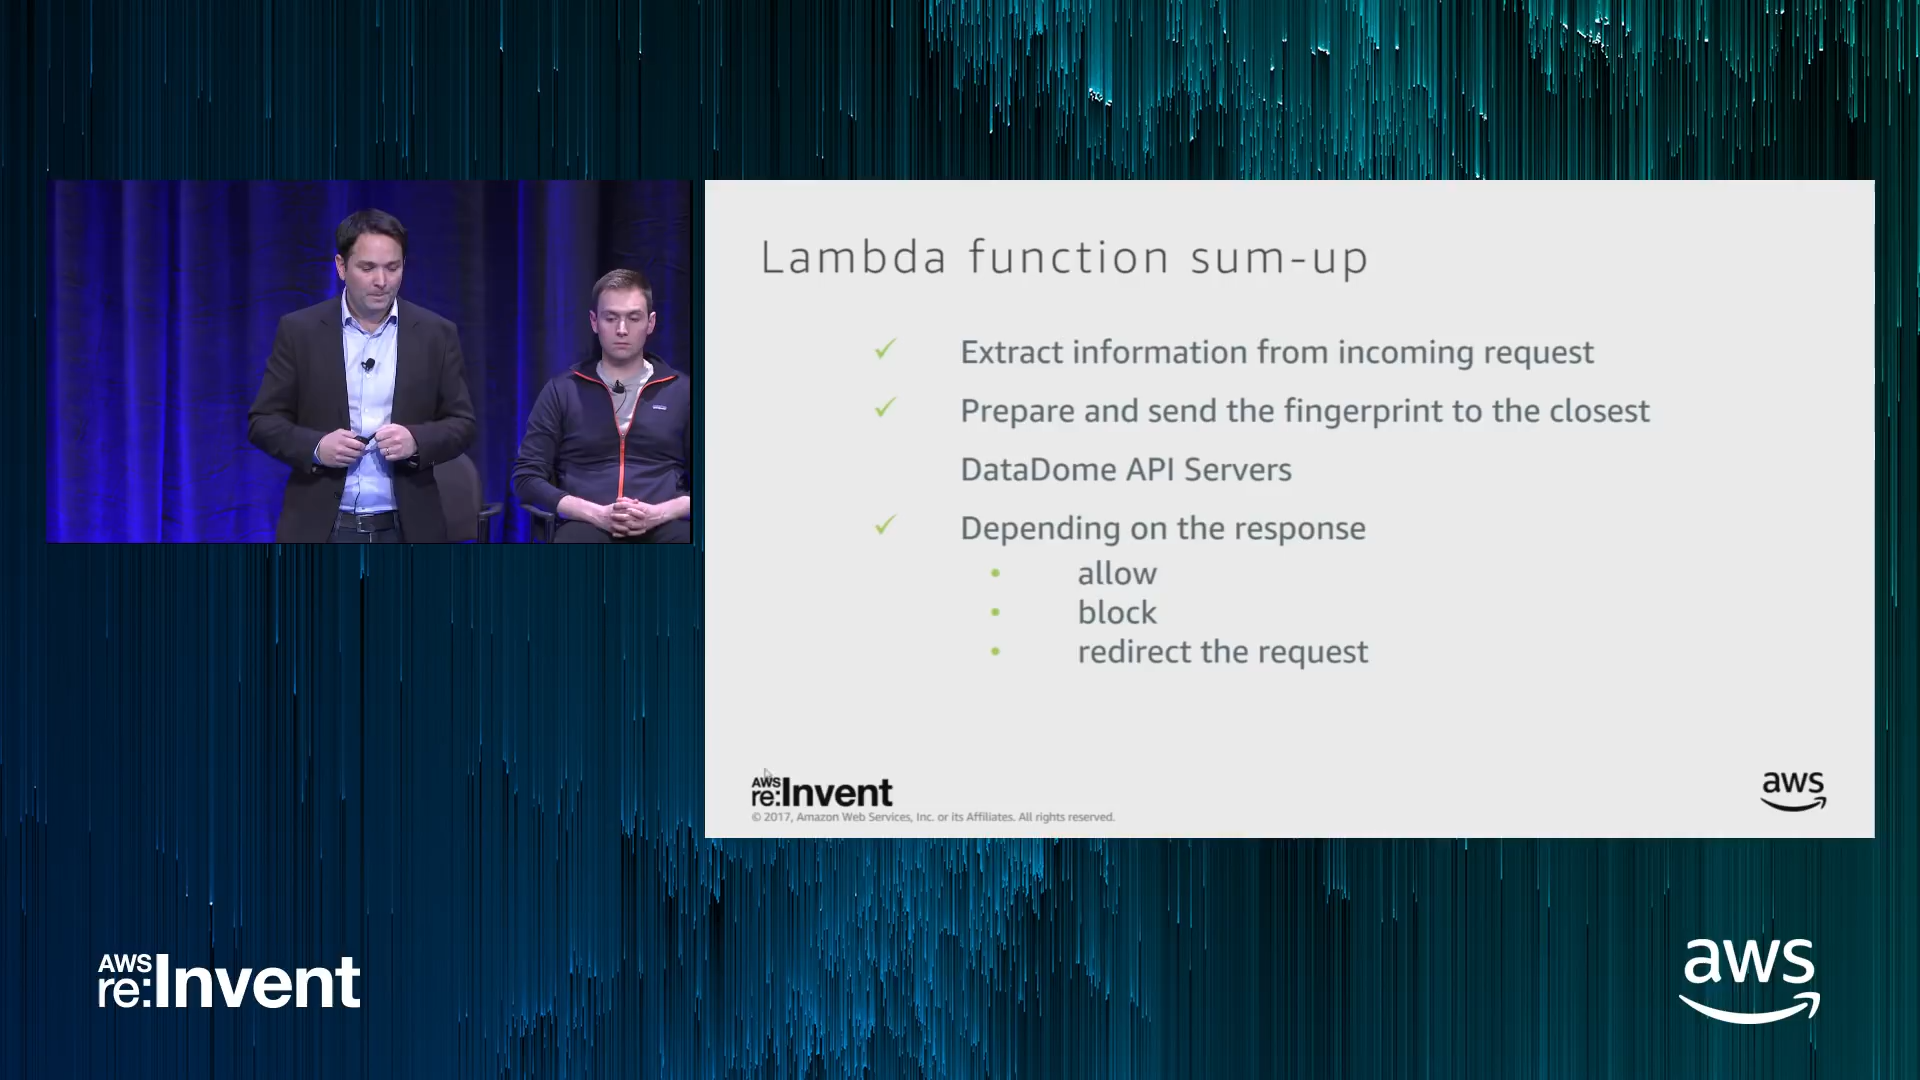 Lambda function sum-up
✓ Extract information from incoming request
✓ Prepare and send the fingerprint to the closest
DataDome API Servers
✓ Depending on the response
• allow
• block
• redirect the request
AWS
re:Invent
© 2017, Amazon Web Services, Inc. or its Affiliates. All rights reserved.
aws
AWS
re:Invent
aws